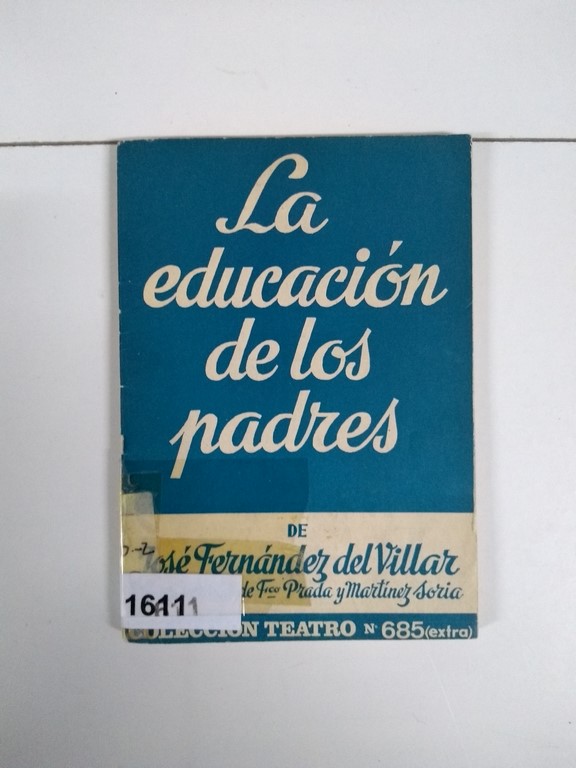 La
educación
de los
padres
DE
José Fernández del Villar
de Fco Prada y Martínez Soria
16111
COLECCIÓN TEATRO Nº 685 (extra)